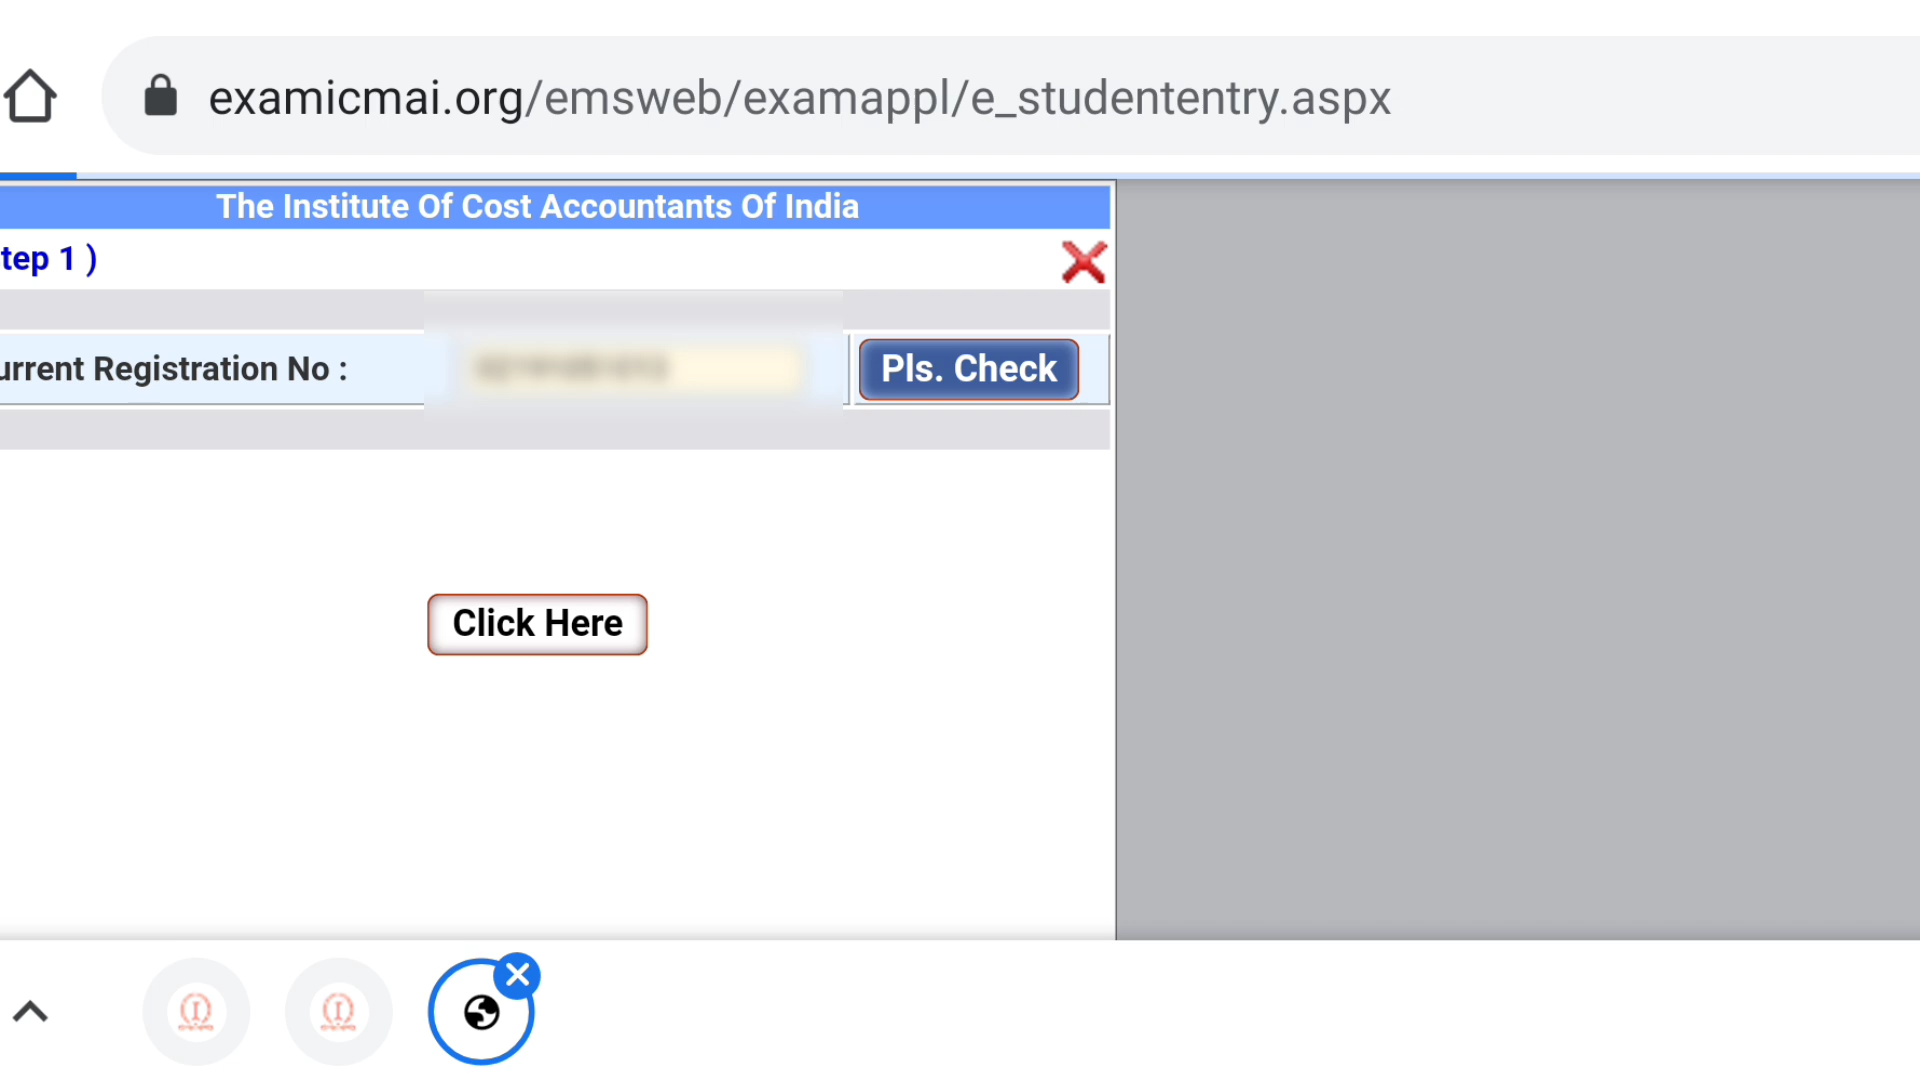 examicmai.org/emsweb/examappl/e_studententry.aspx
The Institute Of Cost Accountants Of India
tep 1 )
urrent Registration No :
Pls. Check
Click Here